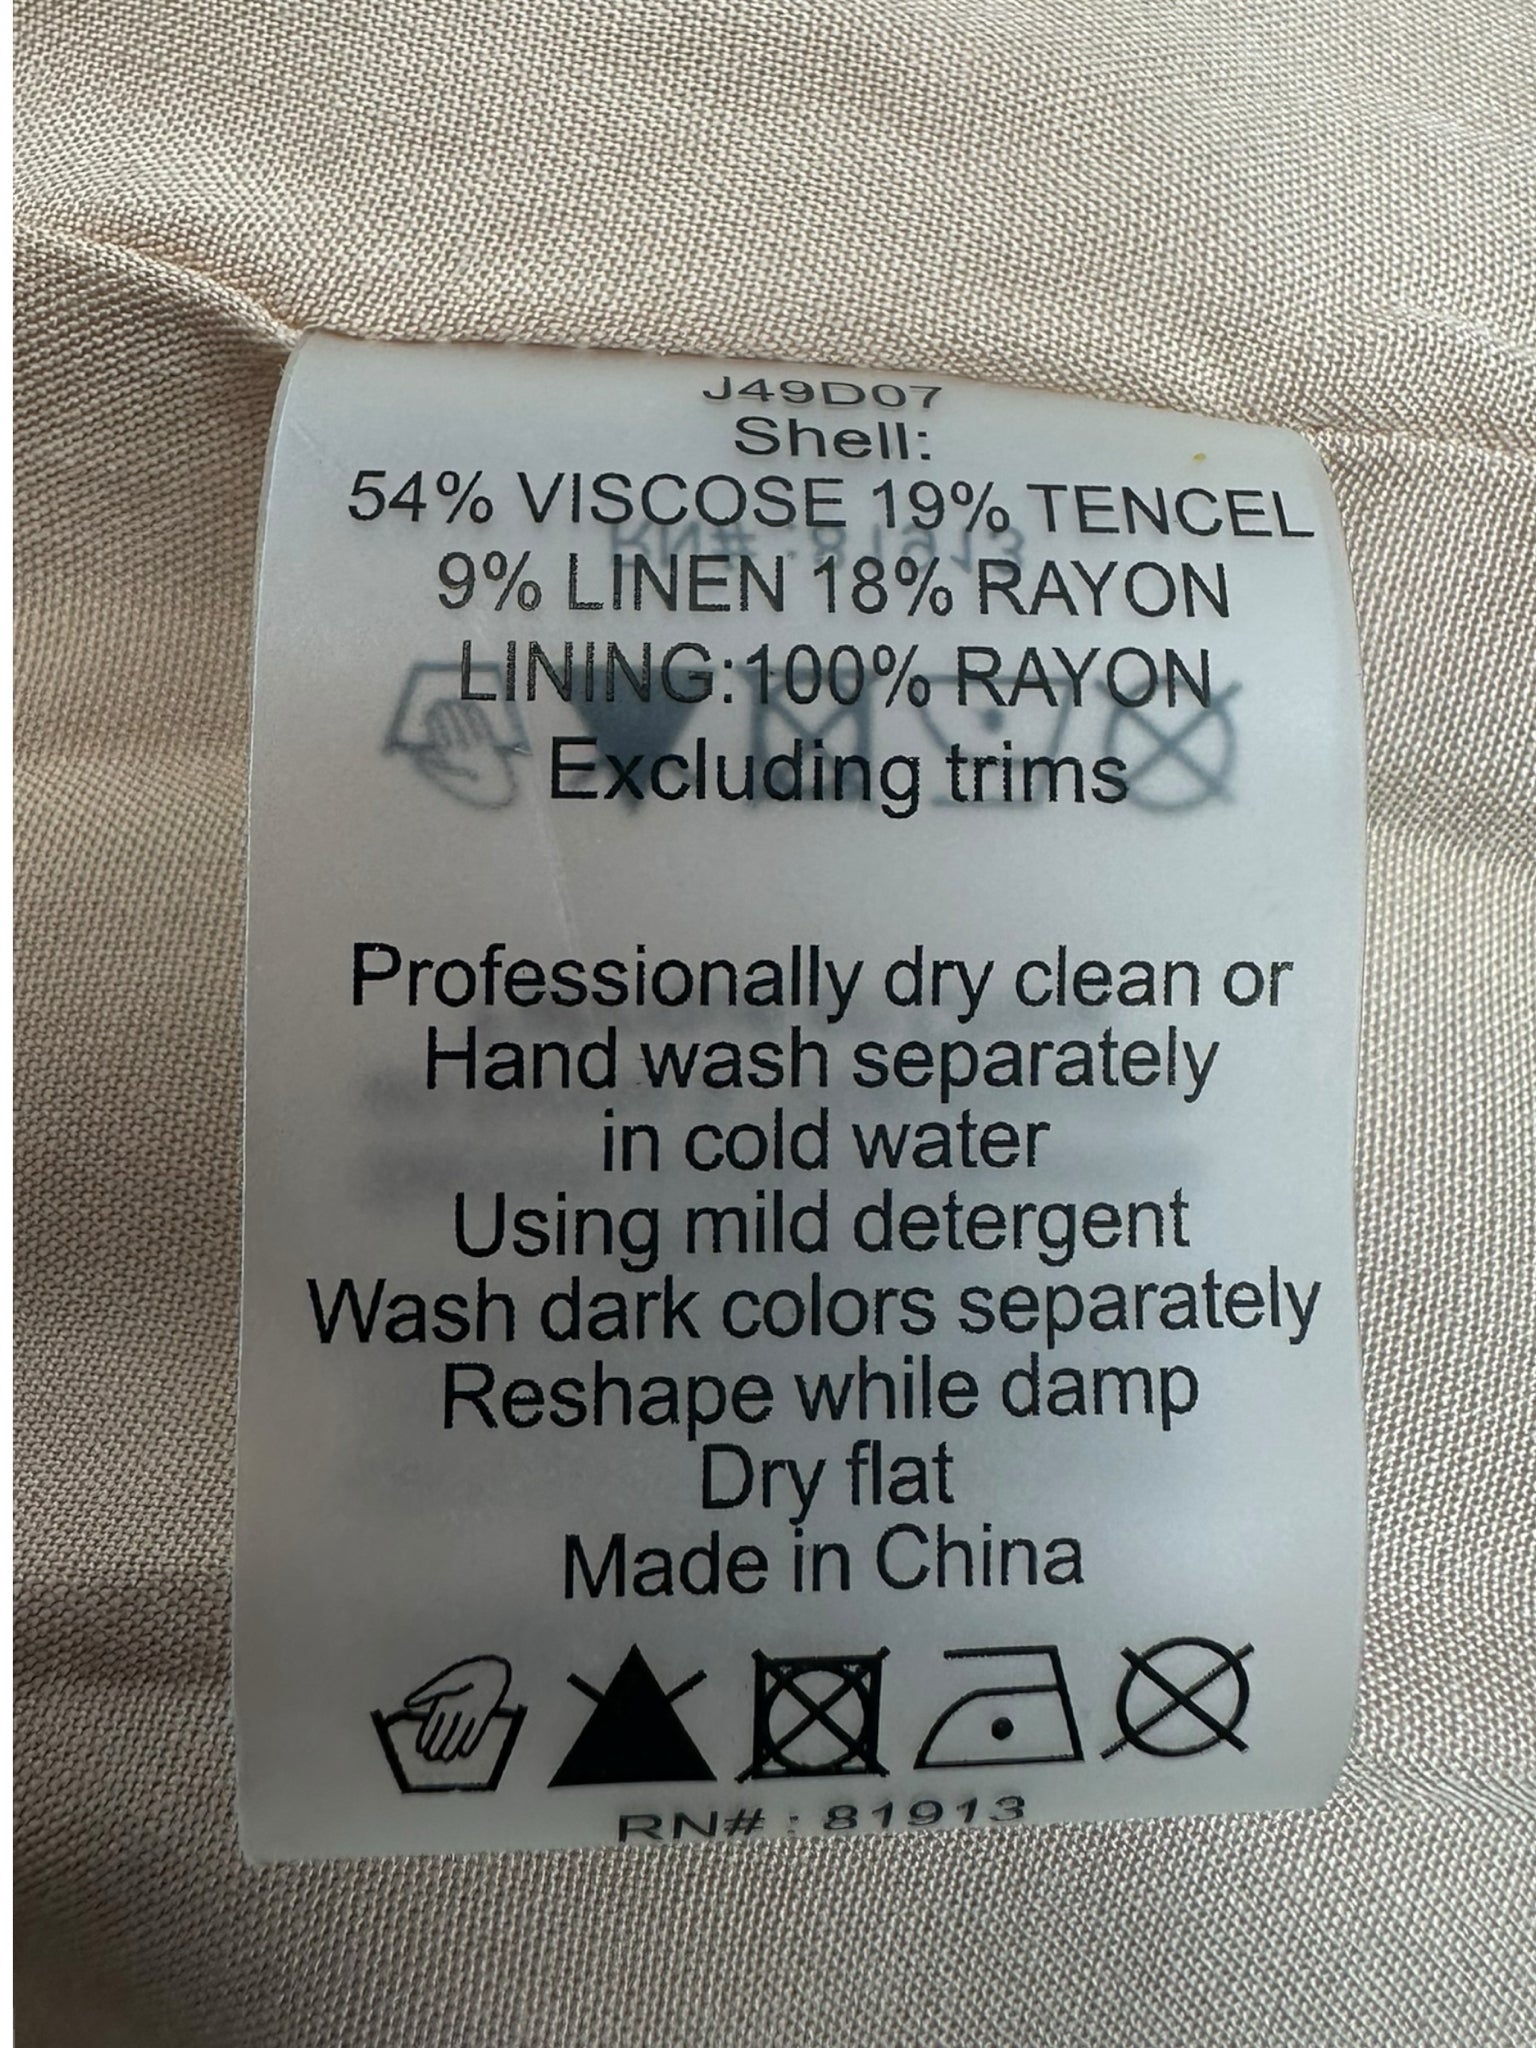 J49D07
Shell:
54% VISCOSE 19% TENCEL
9% LINEN 18% RAYON
LINING:100% RAYON
Excluding trims
Professionally dry clean or
Hand wash separately
in cold water
Using mild detergent
Wash dark colors separately
Reshape while damp
Dry flat
Made in China
RN# : 81913